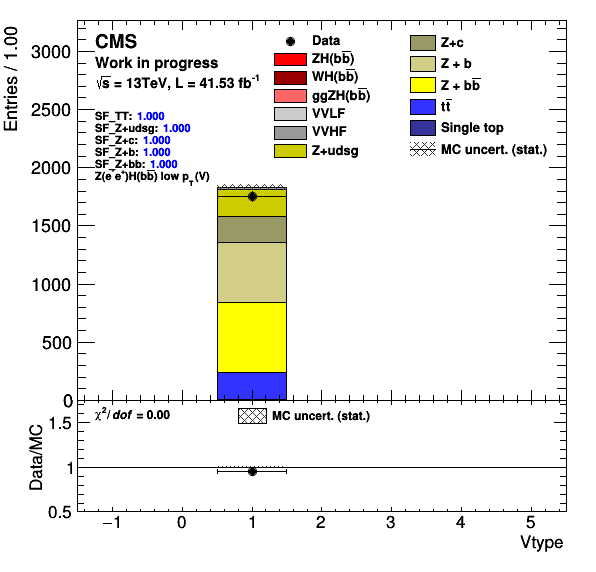 CMS
Work in progress
√s = 13TeV, L = 41.53 fb⁻¹
SF_TT: 1.000
SF_Z+udsg: 1.000
SF_Z+c: 1.000
SF_Z+b: 1.000
SF_Z+bb: 1.000
Z(e⁻e⁺)H(bb̅) low p_T(V)
Data
ZH(bb̅)
WH(bb̅)
ggZH(bb̅)
VVLF
VVHF
Z+udsg
Z+c
Z + b
Z + bb̅
tt̅
Single top
MC uncert. (stat.)
Entries / 1.00
3000
2500
2000
1500
1000
500
0
χ²/dof = 0.00
MC uncert. (stat.)
Data/MC
1.5
1
0.5
−1 0 1 2 3 4 5
Vtype